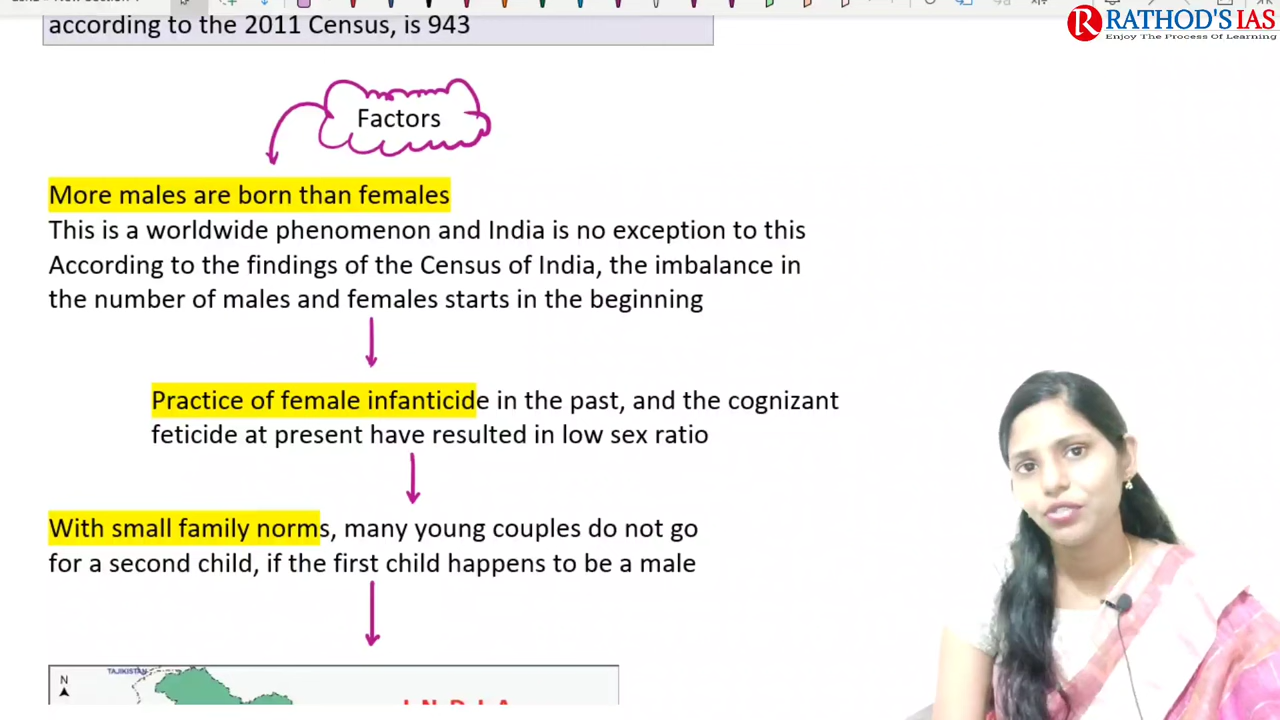 RATHOD'S IAS
Enjoy The Process Of Learning
according to the 2011 Census, is 943
Factors
More males are born than females
This is a worldwide phenomenon and India is no exception to this
According to the findings of the Census of India, the imbalance in
the number of males and females starts in the beginning
Practice of female infanticide in the past, and the cognizant
feticide at present have resulted in low sex ratio
With small family norms, many young couples do not go
for a second child, if the first child happens to be a male
TAJIKISTAN
N
INDIA